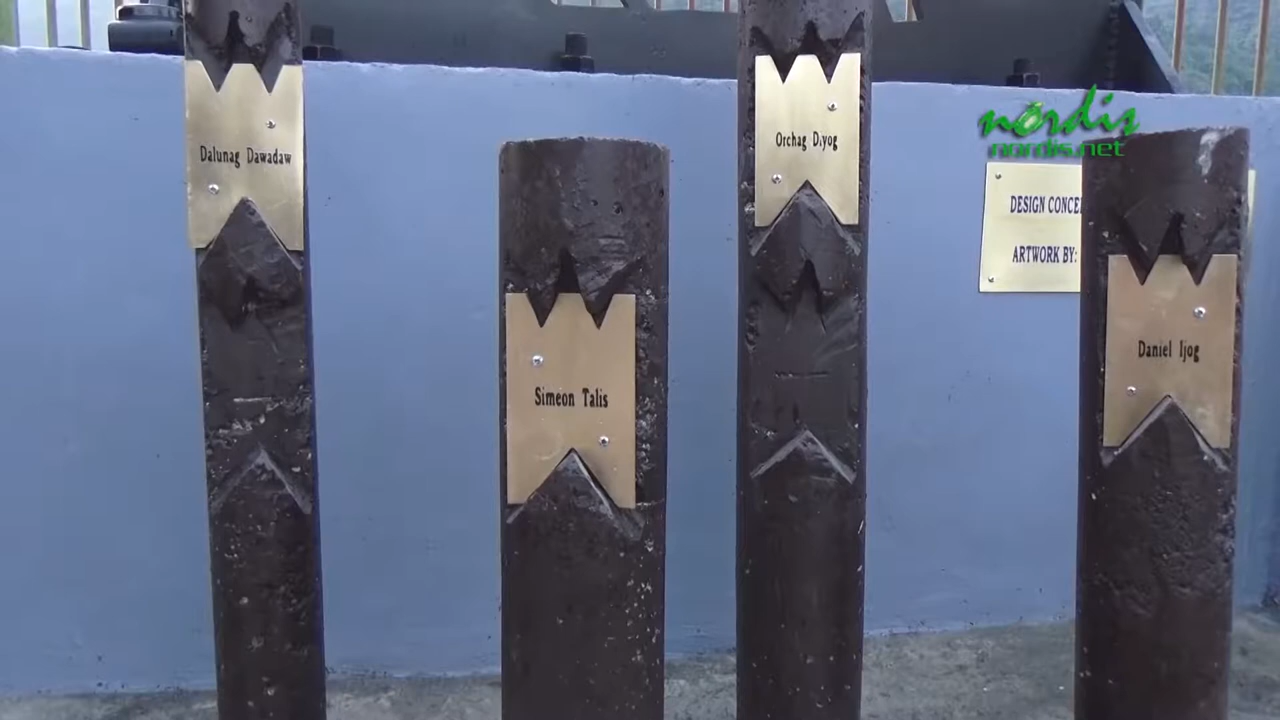 Dalunag Dawadaw
Simeon Talis
Orchag D.yog
Daniel Ijog
DESIGN CONCE
ARTWORK BY:
nordis
nordis.net